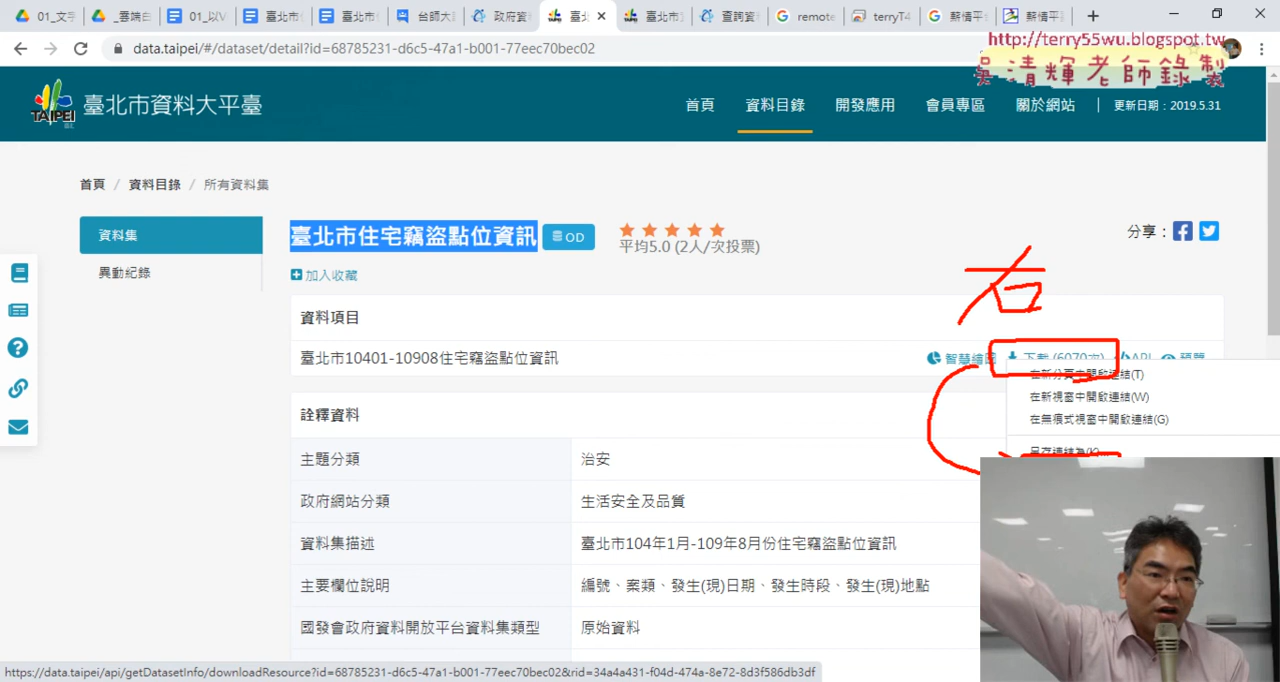 01_文字
_雲端白
01_以V
臺北市
臺北市
台師大
政府資
臺北
臺北市
查詢資
remote
terryT4
蔡情平
蔡情平
data.taipei/#/dataset/detail?id=68785231-d6c5-47a1-b001-77eec70bec02
http://terry55wu.blogspot.tw
吳清輝老師錄製
TAIPEI
臺北市資料大平臺
首頁
資料目錄
開發應用
會員專區
關於網站
更新日期：2019.5.31
首頁 / 資料目錄 / 所有資料集
資料集
異動紀錄
臺北市住宅竊盜點位資訊
OD
平均5.0 (2人/次投票)
分享：
加入收藏
右
資料項目
臺北市10401-10908住宅竊盜點位資訊
智慧繪圖
下載 (6070次)
API
預覽
在新分頁中開啟連結(T)
在新視窗中開啟連結(W)
在無痕式視窗中開啟連結(G)
另存連結為(K)...
詮釋資料
主題分類
治安
政府網站分類
生活安全及品質
資料集描述
臺北市104年1月-109年8月份住宅竊盜點位資訊
主要欄位說明
編號、案類、發生(現)日期、發生時段、發生(現)地點
國發會政府資料開放平台資料集類型
原始資料
https://data.taipei/api/getDatasetInfo/downloadResource?id=68785231-d6c5-47a1-b001-77eec70bec02&rid=34a4a431-f04d-474a-8e72-8d3f586db3df